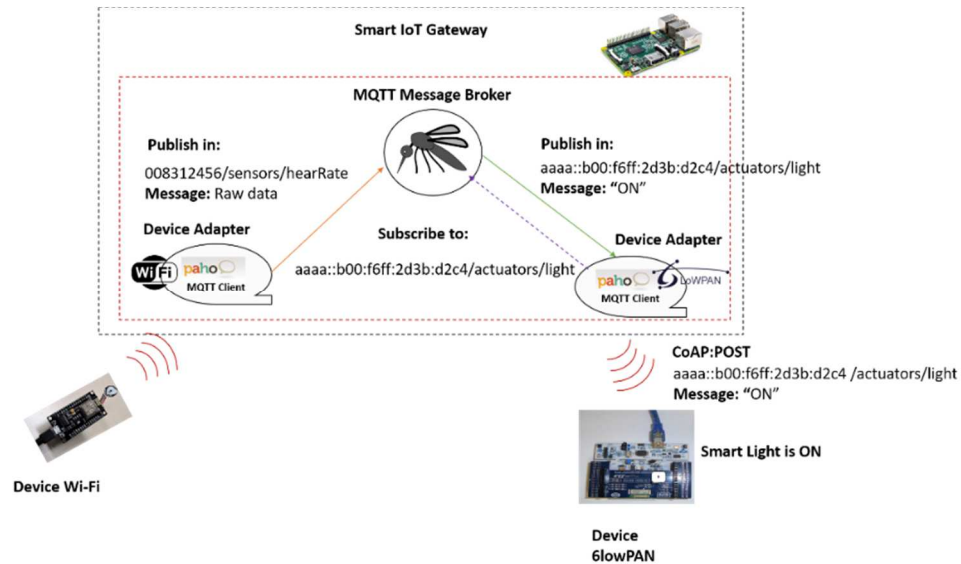 Smart IoT Gateway
MQTT Message Broker
Publish in:
008312456/sensors/hearRate
Message: Raw data
Publish in:
aaaa::b00:f6ff:2d3b:d2c4/actuators/light
Message: “ON”
Device Adapter
WiFi
paho
MQTT Client
Subscribe to:
aaaa::b00:f6ff:2d3b:d2c4/actuators/light
Device Adapter
paho
MQTT Client
6LoWPAN
CoAP:POST
aaaa::b00:f6ff:2d3b:d2c4 /actuators/light
Message: “ON”
Device Wi-Fi
Smart Light is ON
Device
6lowPAN